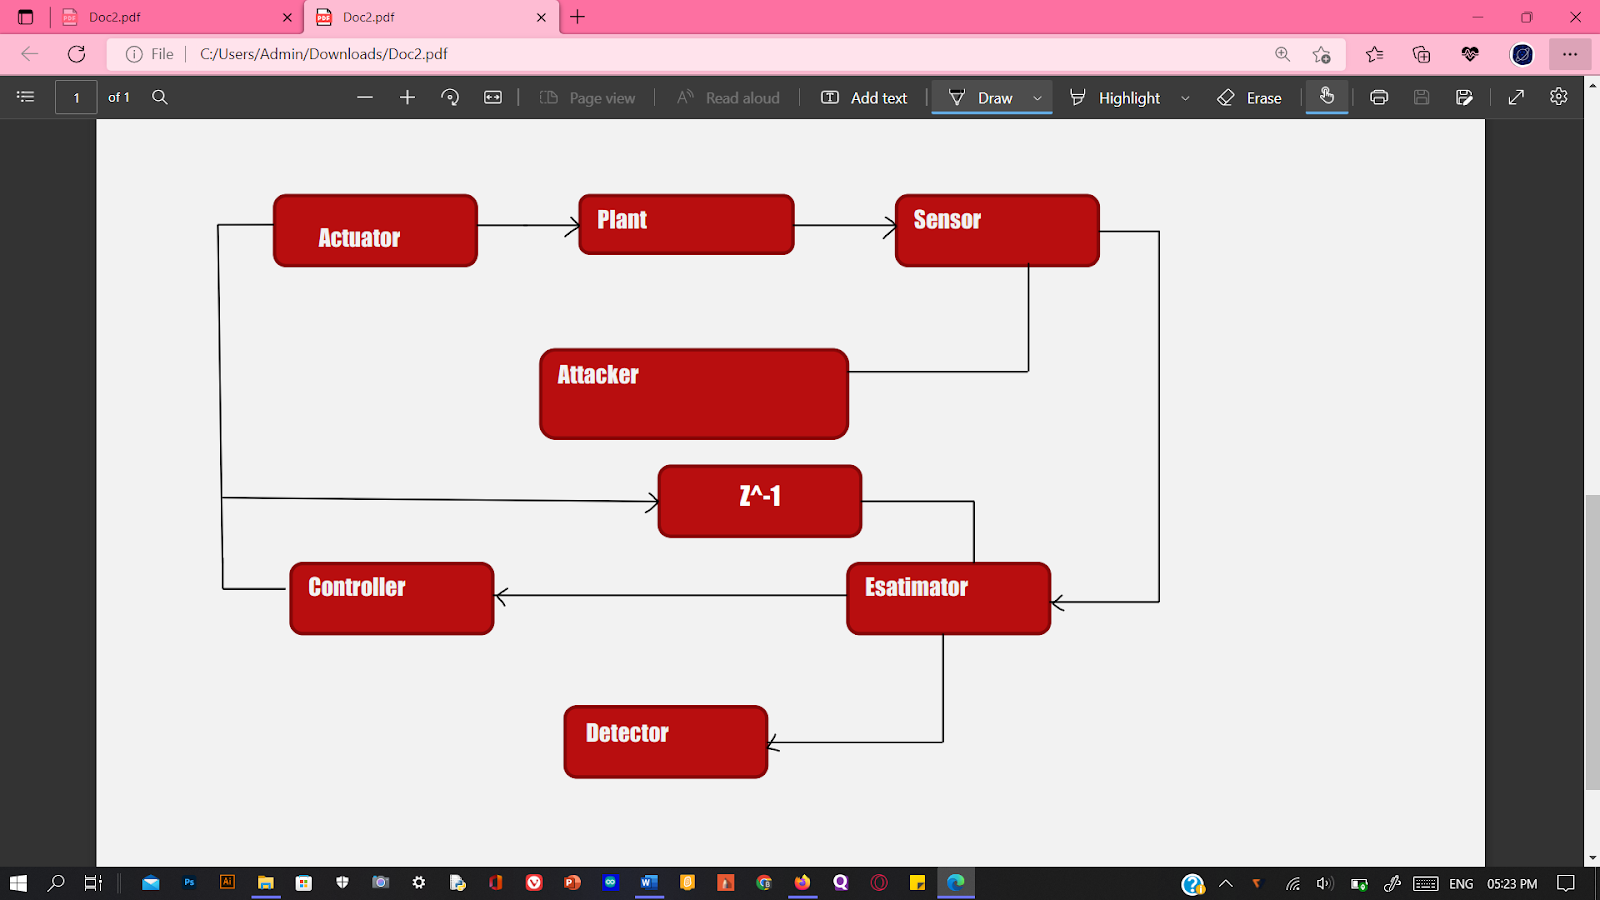 Doc2.pdf
Doc2.pdf
File
C:/Users/Admin/Downloads/Doc2.pdf
1 of 1
Page view
Read aloud
Add text
Draw
Highlight
Erase
Actuator
Plant
Sensor
Attacker
Z^-1
Controller
Esatimator
Detector
ENG
05:23 PM